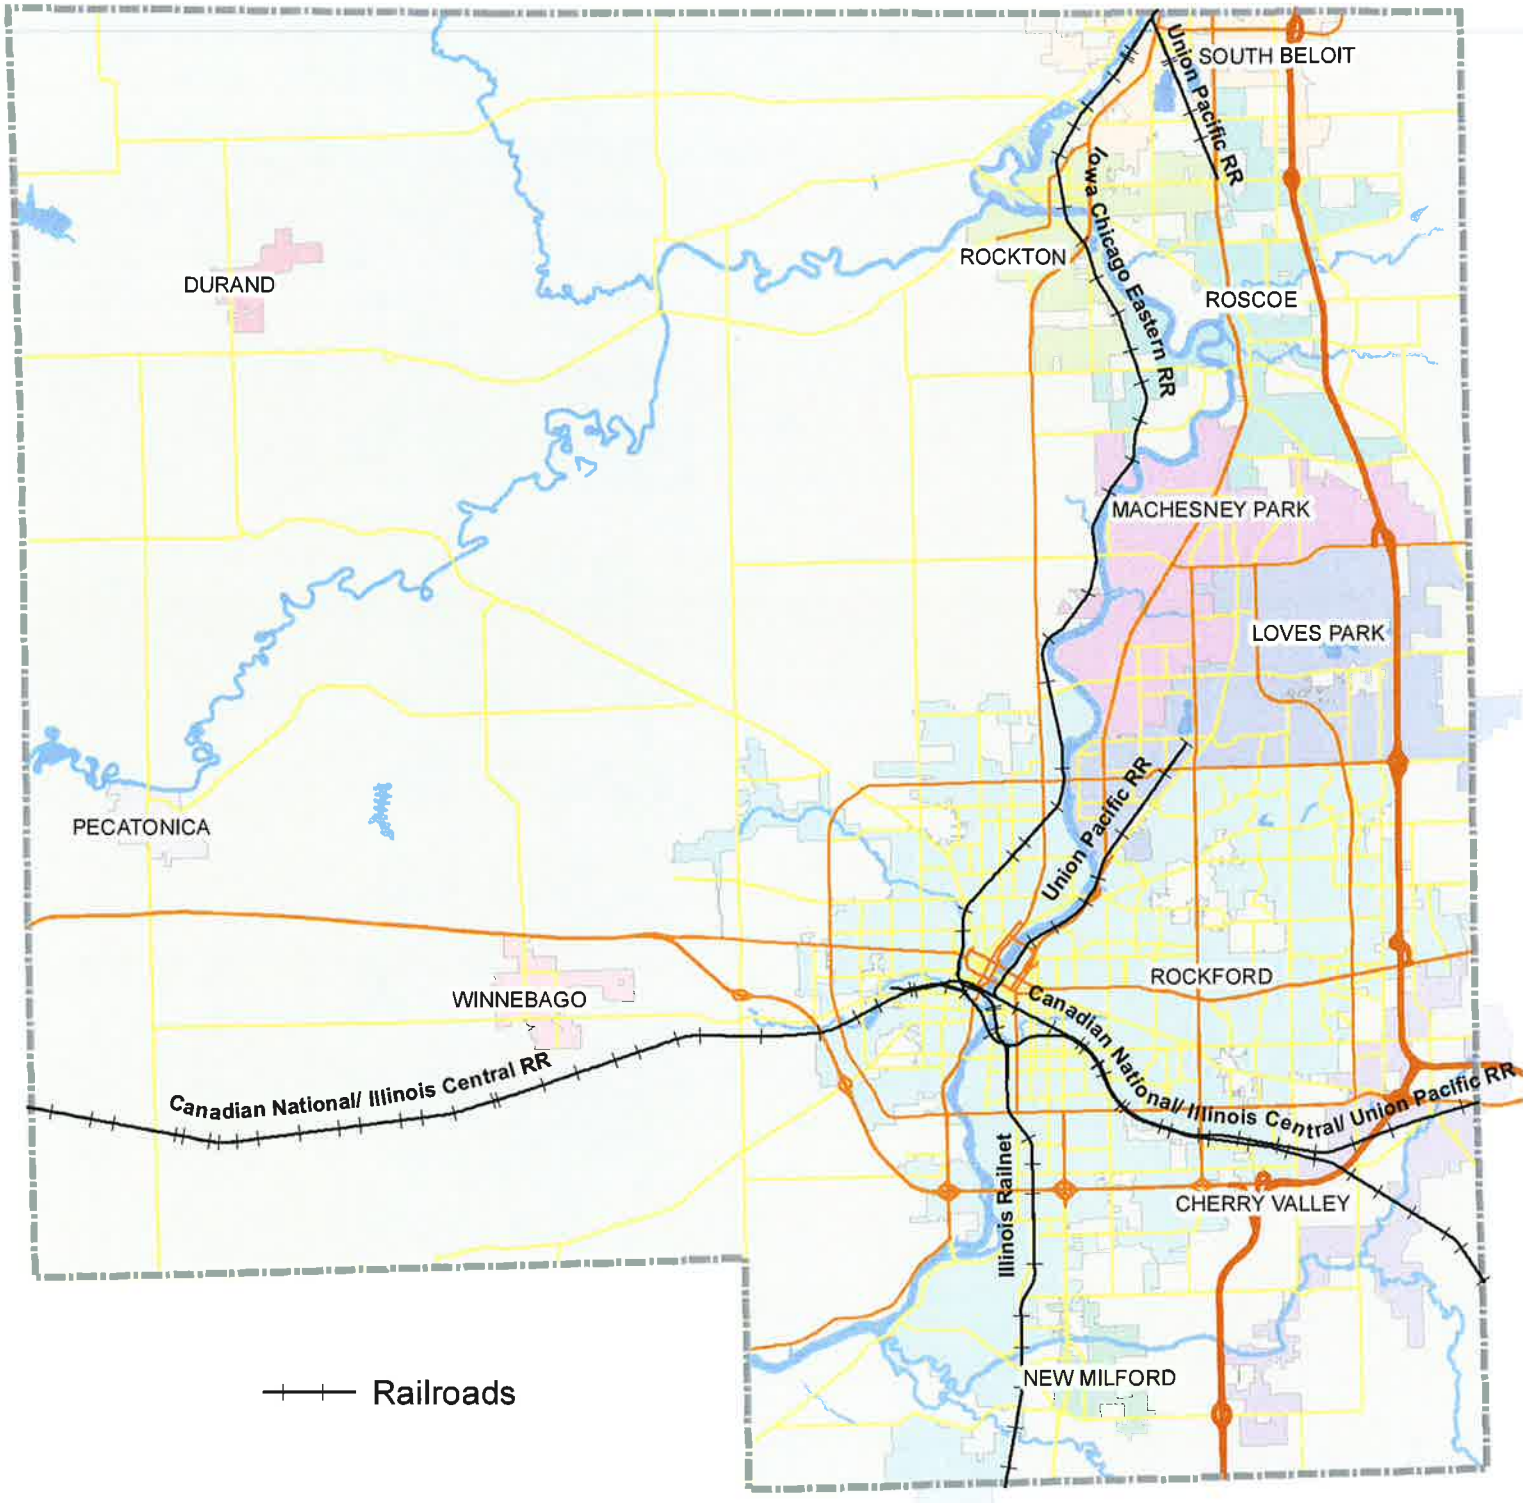 SOUTH BELOIT
Union Pacific RR
Iowa Chicago Eastern RR
ROCKTON
DURAND
ROSCOE
MACHESNEY PARK
LOVES PARK
Union Pacific RR
PECATONICA
ROCKFORD
WINNEBAGO
Canadian National/ Illinois Central RR
Canadian National/ Illinois Central/ Union Pacific RR
Illinois Railnet
CHERRY VALLEY
NEW MILFORD
Railroads